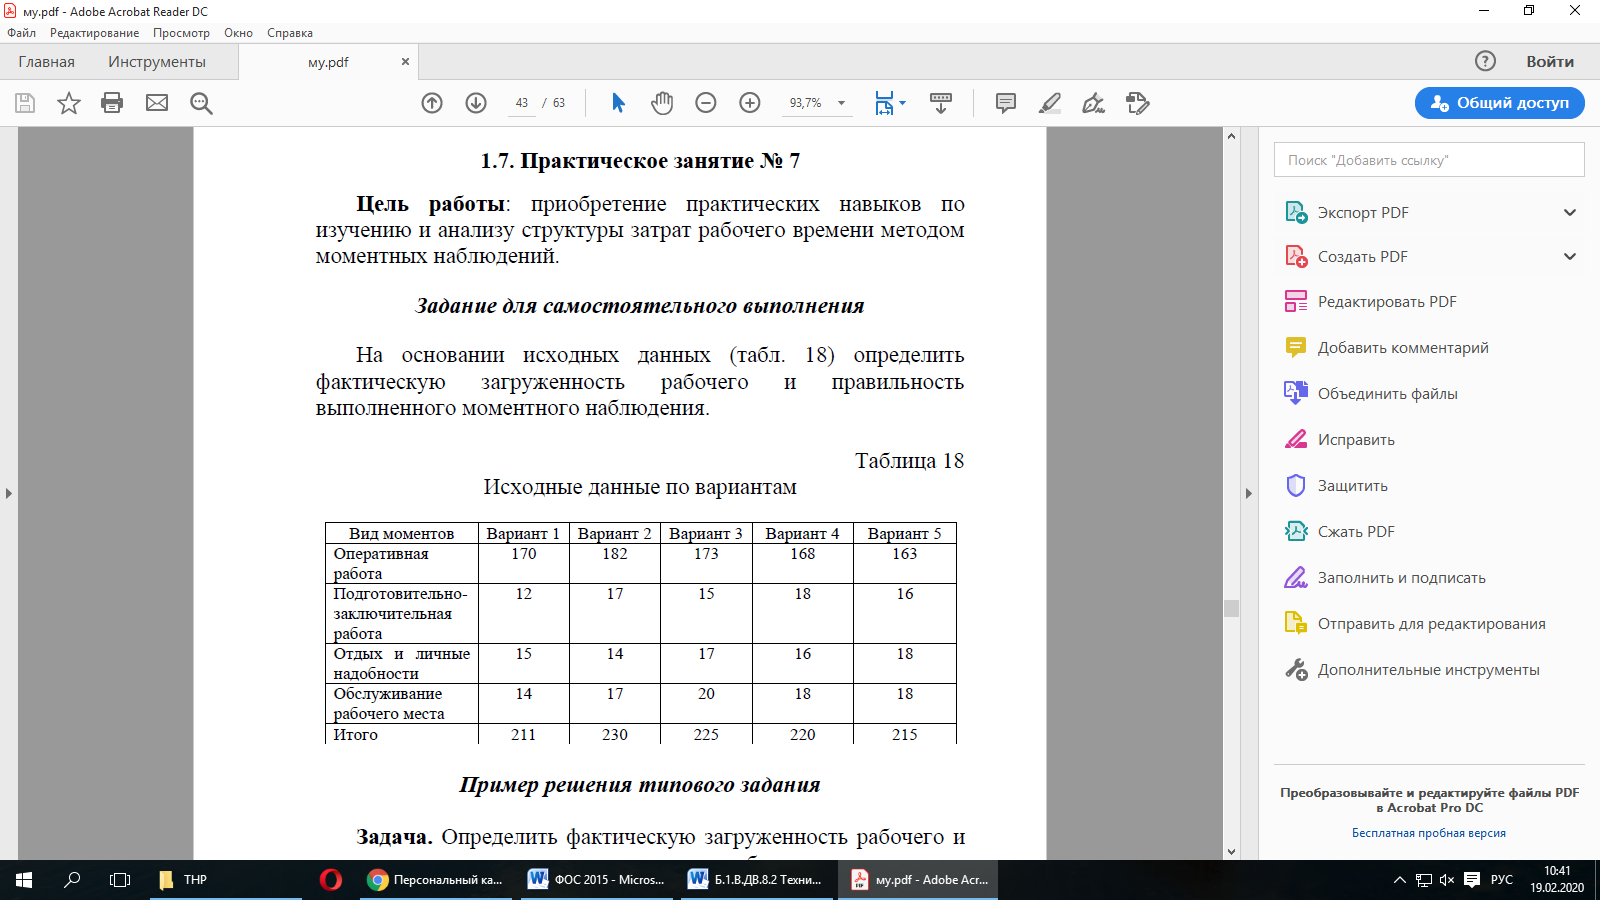 му.pdf - Adobe Acrobat Reader DC
Файл Редактирование Просмотр Окно Справка
Главная Инструменты му.pdf × Войти
43 / 63 93,7% Общий доступ
1.7. Практическое занятие № 7
Цель работы: приобретение практических навыков по
изучению и анализу структуры затрат рабочего времени методом
моментных наблюдений.
Задание для самостоятельного выполнения
На основании исходных данных (табл. 18) определить
фактическую загруженность рабочего и правильность
выполненного моментного наблюдения.
Таблица 18
Исходные данные по вариантам
Вид моментов Вариант 1 Вариант 2 Вариант 3 Вариант 4 Вариант 5
Оперативная 170 182 173 168 163
работа
Подготовительно- 12 17 15 18 16
заключительная
работа
Отдых и личные 15 14 17 16 18
надобности
Обслуживание 14 17 20 18 18
рабочего места
Итого 211 230 225 220 215
Пример решения типового задания
Задача. Определить фактическую загруженность рабочего и
Поиск "Добавить ссылку"
Экспорт PDF
Создать PDF
Редактировать PDF
Добавить комментарий
Объединить файлы
Исправить
Защитить
Сжать PDF
Заполнить и подписать
Отправить для редактирования
Дополнительные инструменты
Преобразовывайте и редактируйте файлы PDF
в Acrobat Pro DC
Бесплатная пробная версия
ТНР Персональный ка... ФОС 2015 - Micros... Б.1.В.ДВ.8.2 Техни... му.pdf - Adobe Acr... РУС 10:41
19.02.2020